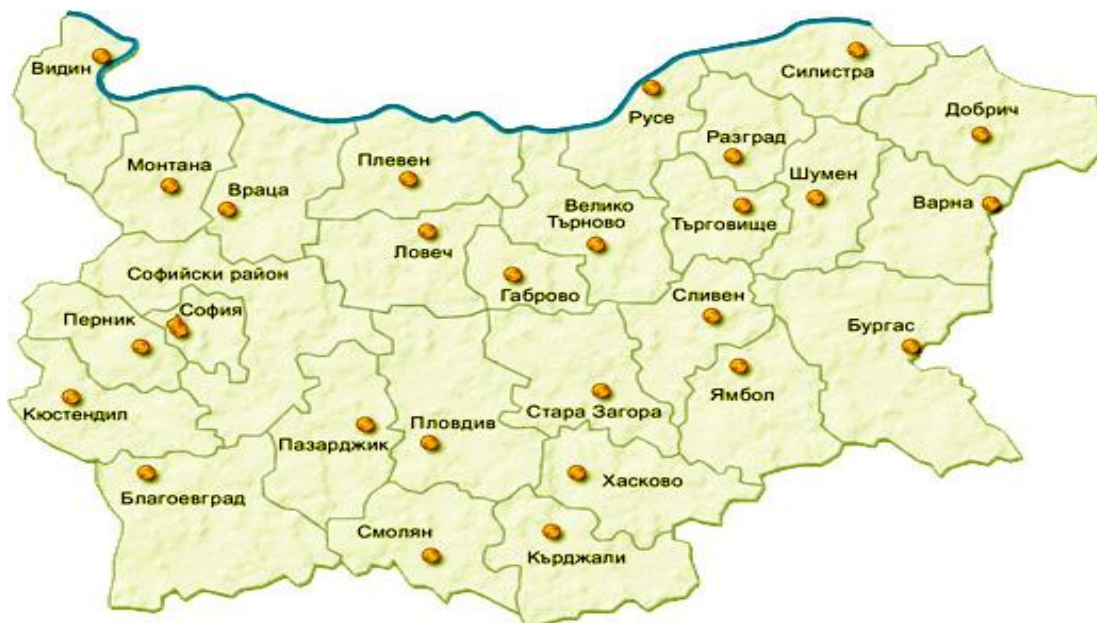 Видин
Силистра
Добрич
Русе
Разград
Плевен
Монтана
Шумен
Враца
Варна
Велико
Търново
Търговище
Ловеч
Софийски район
Габрово
Сливен
София
Перник
Бургас
Ямбол
Кюстендил
Стара Загора
Пазарджик
Пловдив
Хасково
Благоевград
Смолян
Кърджали